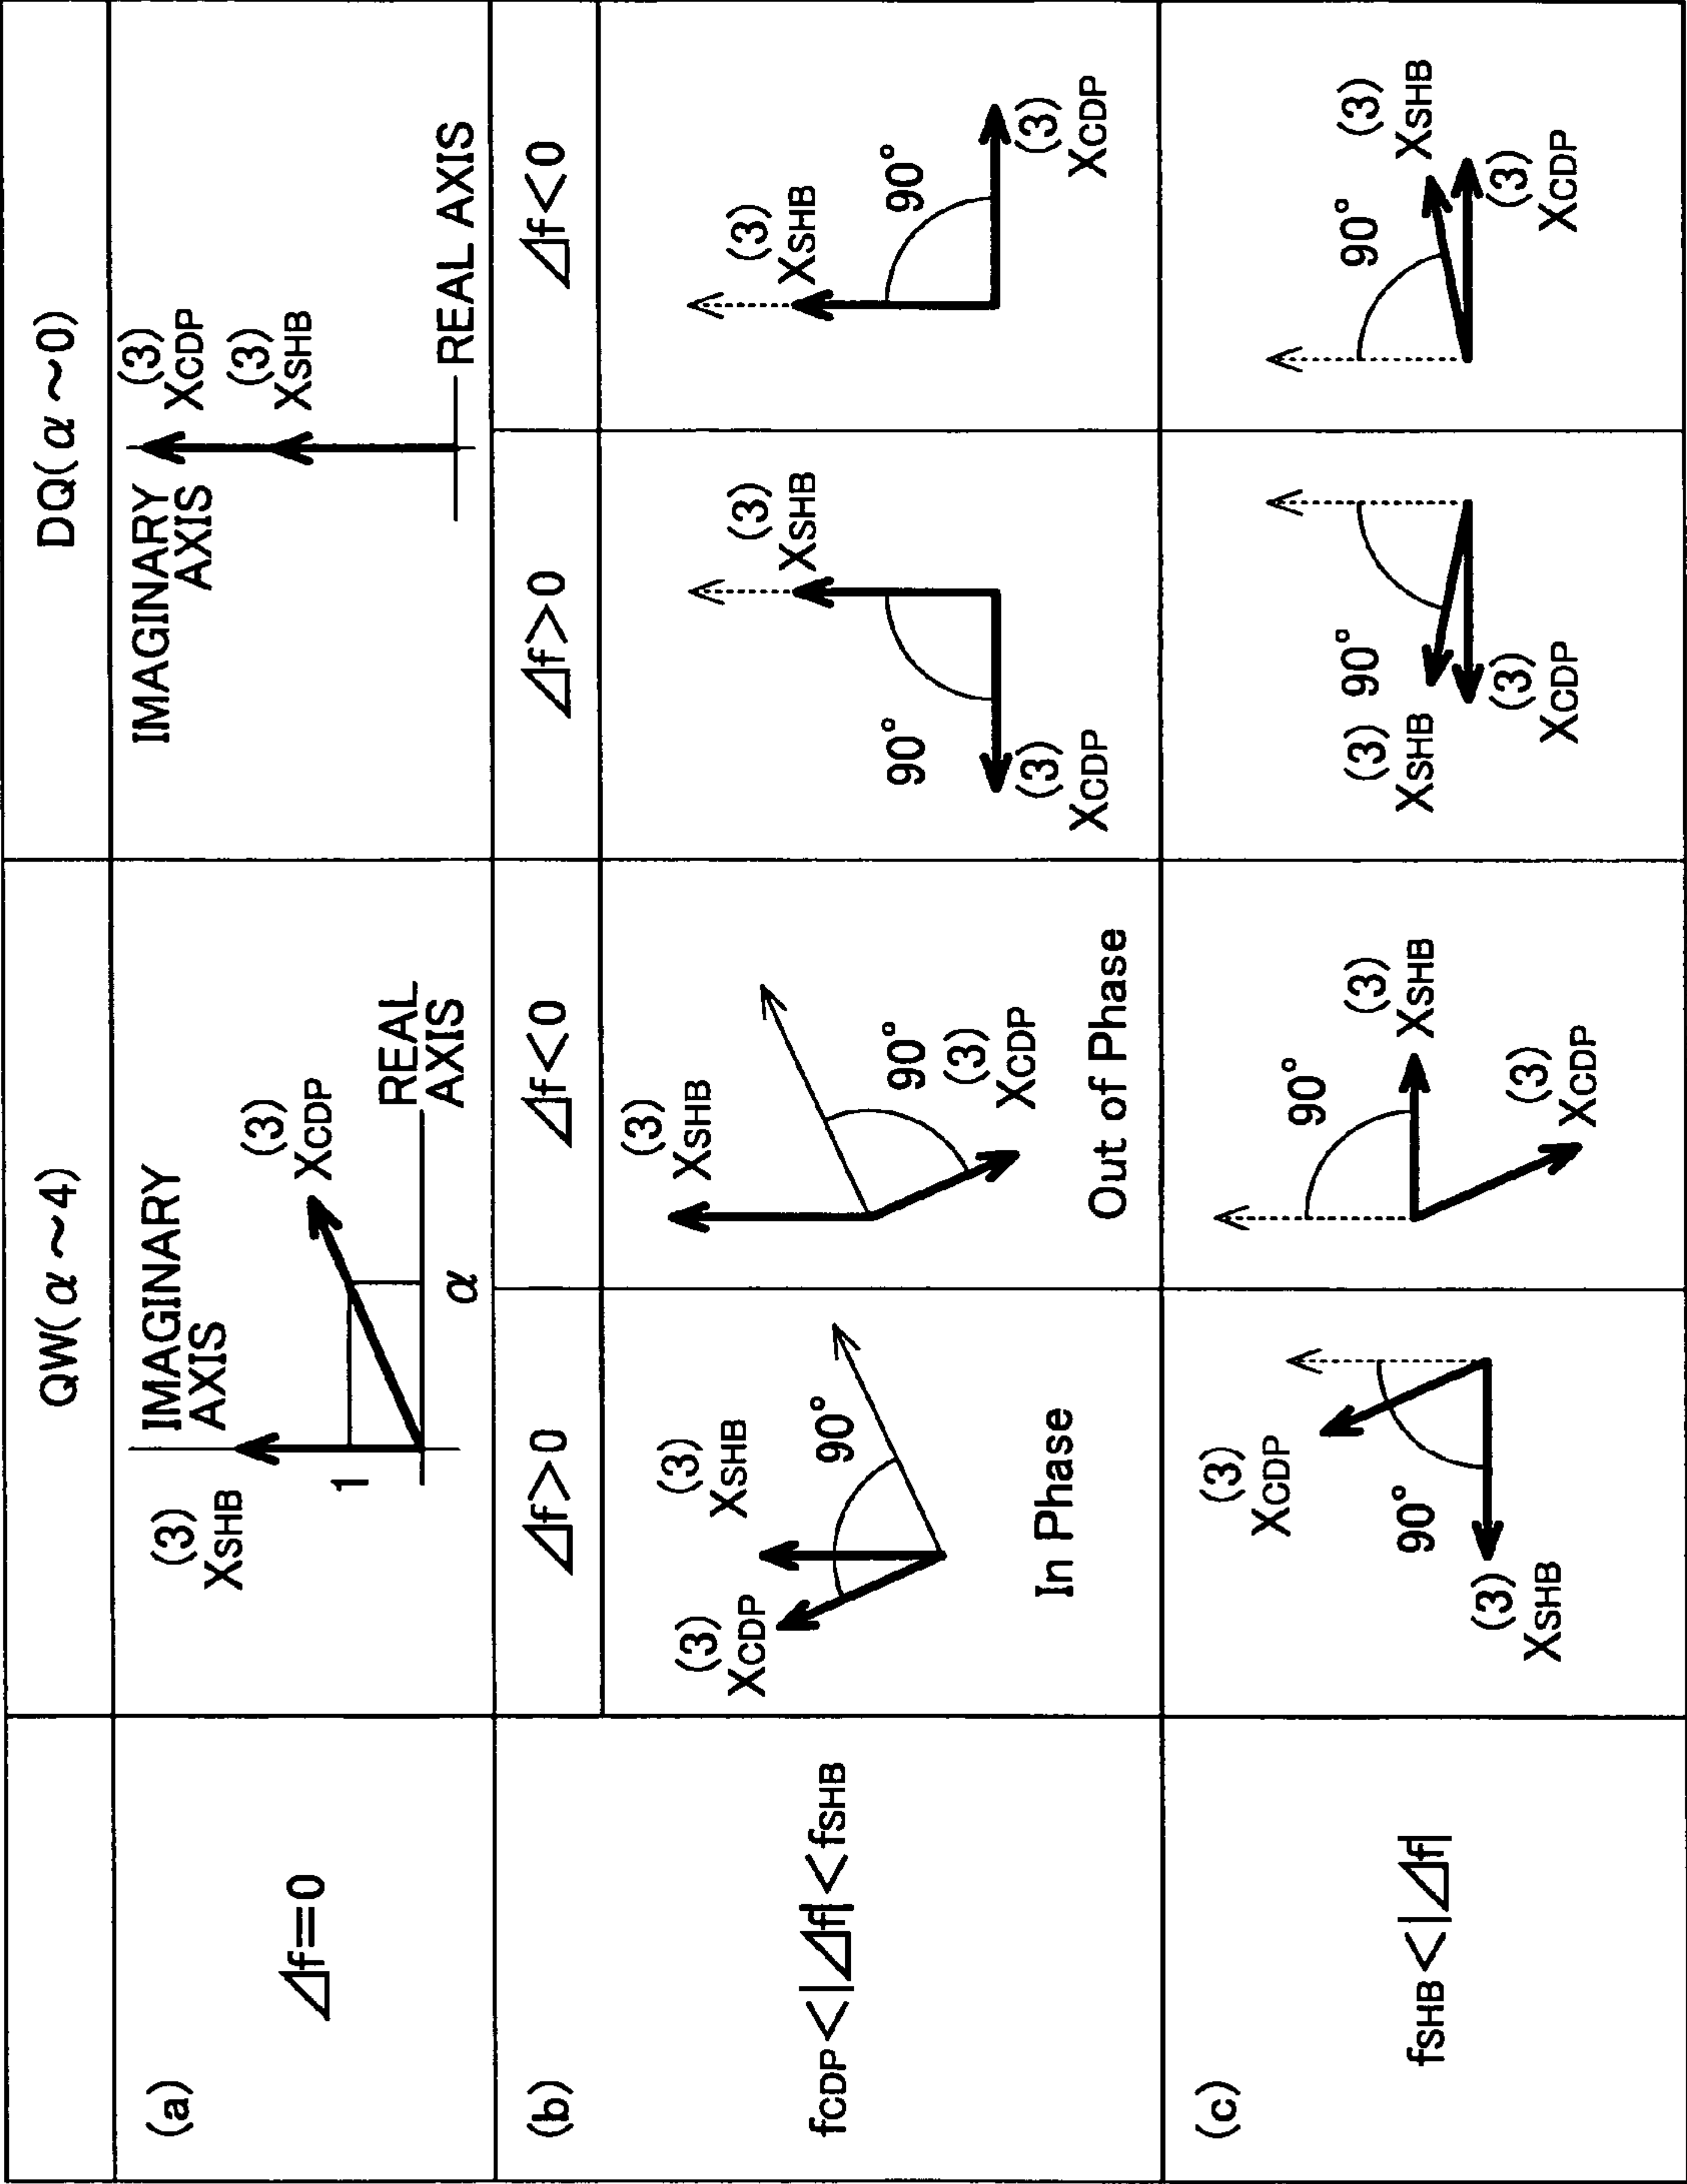 QW(α~4)
DQ(α~0)
(a)
Δf=0
(3)
XSHB
IMAGINARY
AXIS
1
α
(3)
XCDP
REAL
AXIS
IMAGINARY
AXIS
(3)
XCDP
(3)
XSHB
REAL AXIS
(b)
Δf>0
Δf<0
Δf>0
Δf<0
fCDP<|Δf|<fSHB
(3)
XCDP
(3)
XSHB
90°
In Phase
(3)
XSHB
90°
(3)
XCDP
Out of Phase
(3)
XSHB
90°
(3)
XCDP
(3)
XSHB
90°
(3)
XCDP
(c)
fSHB<|Δf|
(3)
XCDP
90°
(3)
XSHB
90°
(3)
XSHB
(3)
XCDP
(3)
XSHB
90°
(3)
XCDP
90°
(3)
XSHB
(3)
XCDP